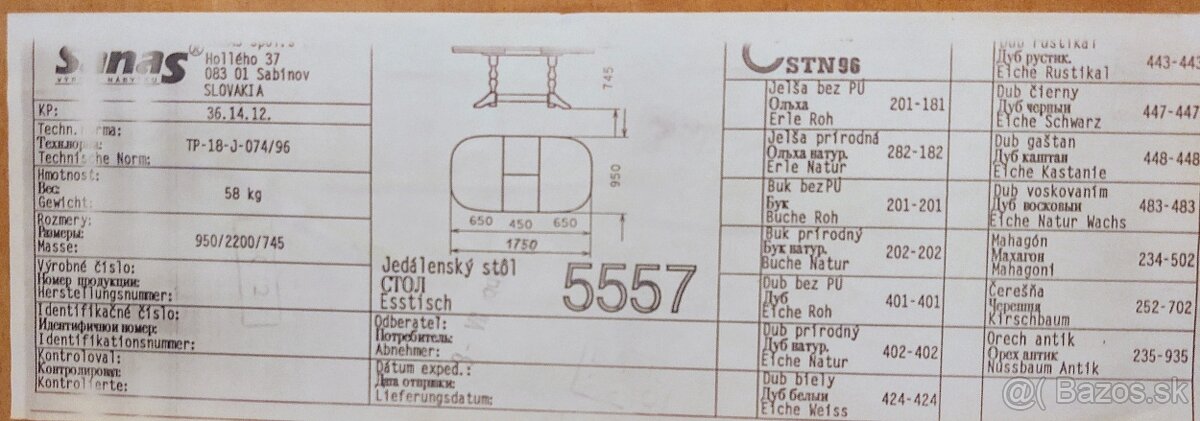 Sanas ®
Hollého 37
083 01 Sabinov
SLOVAKIA
KP:
36.14.12.
Techn. norma:
Техн.норма:
Technische Norm:
TP-18-J-074/96
Hmotnosť:
Вес:
Gewicht:
58 kg
Rozmery:
Размеры:
Masse:
950/2200/745
Výrobné číslo:
Номер продукции:
Herstellungsnummer:
Identifikačné číslo:
Идентифичнои номер:
Identifikationsnummer:
Kontroloval:
Контролировал:
Kontrollerte:
745
950
650 450 650
1750
Jedálenský stôl
СТОЛ
Esstisch
5557
Odberateľ:
Потребитель:
Abnehmer:
Dátum exped.:
Дата отправки:
Lieferungsdatum:
STN96
Jelša bez PÚ
Ольха
Erle Roh
201-181
Jelša prírodná
Ольха натур.
Erle Natur
282-182
Buk bezPÚ
Бук
Buche Roh
201-201
Buk prírodný
Бук натур.
Buche Natur
202-202
Dub bez PÚ
Дуб
Eiche Roh
401-401
Dub prírodný
Дуб натур.
Eiche Natur
402-402
Dub biely
Дуб белый
Eiche Weiss
424-424
Dub rustikal
Дуб рустик.
Eiche Rustikal
443-443
Dub čierny
Дуб черныи
Eiche Schwarz
447-447
Dub gaštan
Дуб каштан
Eiche Kastanie
448-448
Dub voskovaním
Дуб восковый
Eiche Natur Wachs
483-483
Mahagón
Махагон
Mahagoni
234-502
Čerešňa
Черешня
Kirschbaum
252-702
Orech antik
Орех антик
Nussbaum Antik
235-935
Bazos.sk